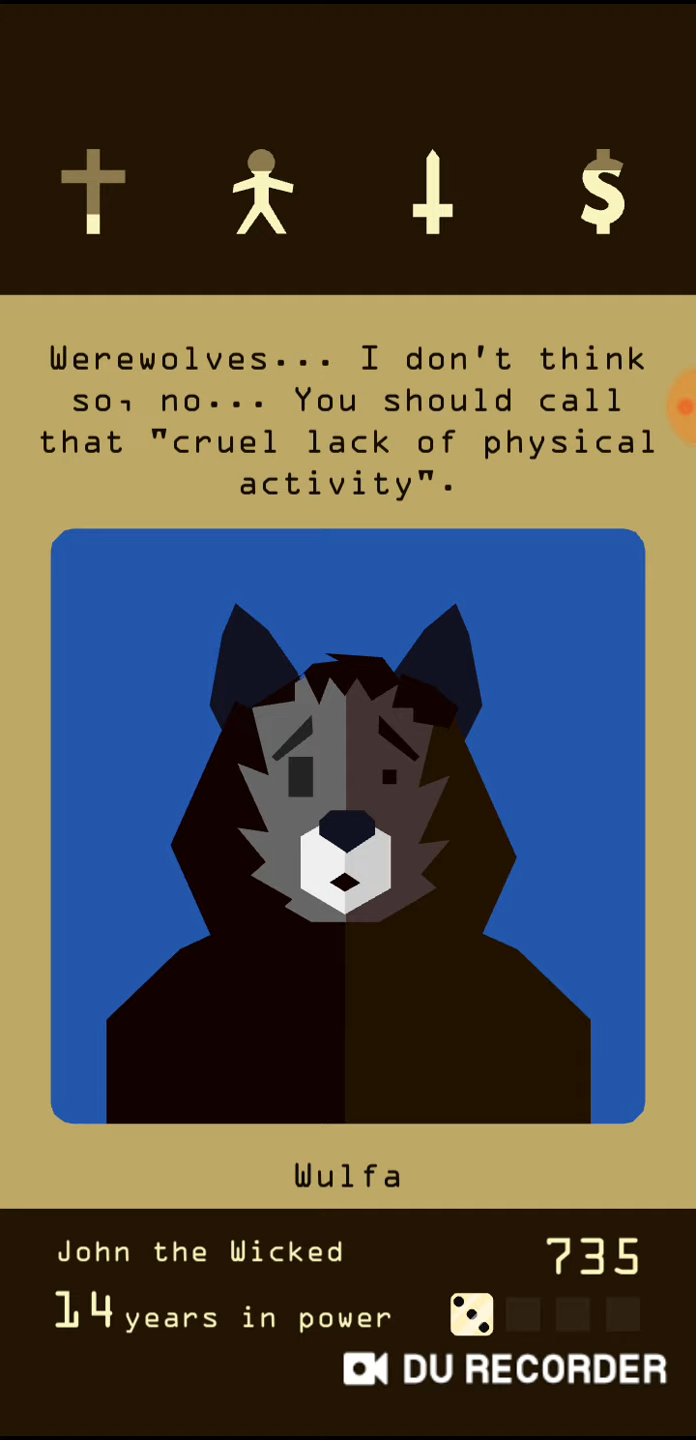 Werewolves... I don't think
so, no... You should call
that "cruel lack of physical
activity".
Wulfa
John the Wicked
735
14 years in power
DU RECORDER